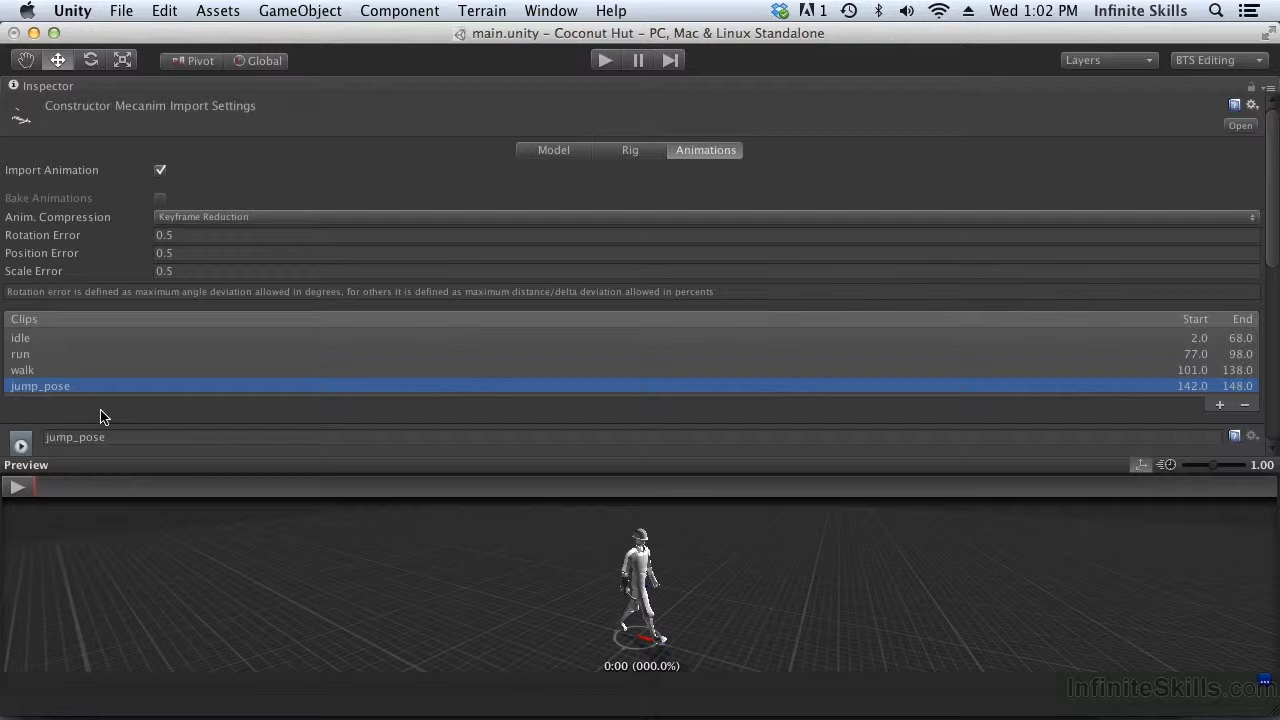 Unity File Edit Assets GameObject Component Terrain Window Help 1 Wed 1:02 PM Infinite Skills
main.unity - Coconut Hut - PC, Mac & Linux Standalone
Pivot Global Layers BTS Editing
Inspector
Constructor Mecanim Import Settings
Open
Model Rig Animations
Import Animation
Bake Animations
Anim. Compression Keyframe Reduction
Rotation Error 0.5
Position Error 0.5
Scale Error 0.5
Rotation error is defined as maximum angle deviation allowed in degrees, for others it is defined as maximum distance/delta deviation allowed in percents
Clips Start End
idle 2.0 68.0
run 77.0 98.0
walk 101.0 138.0
jump_pose 142.0 148.0
jump_pose
Preview 1.00
0:00 (000.0%)
InfiniteSkills.com